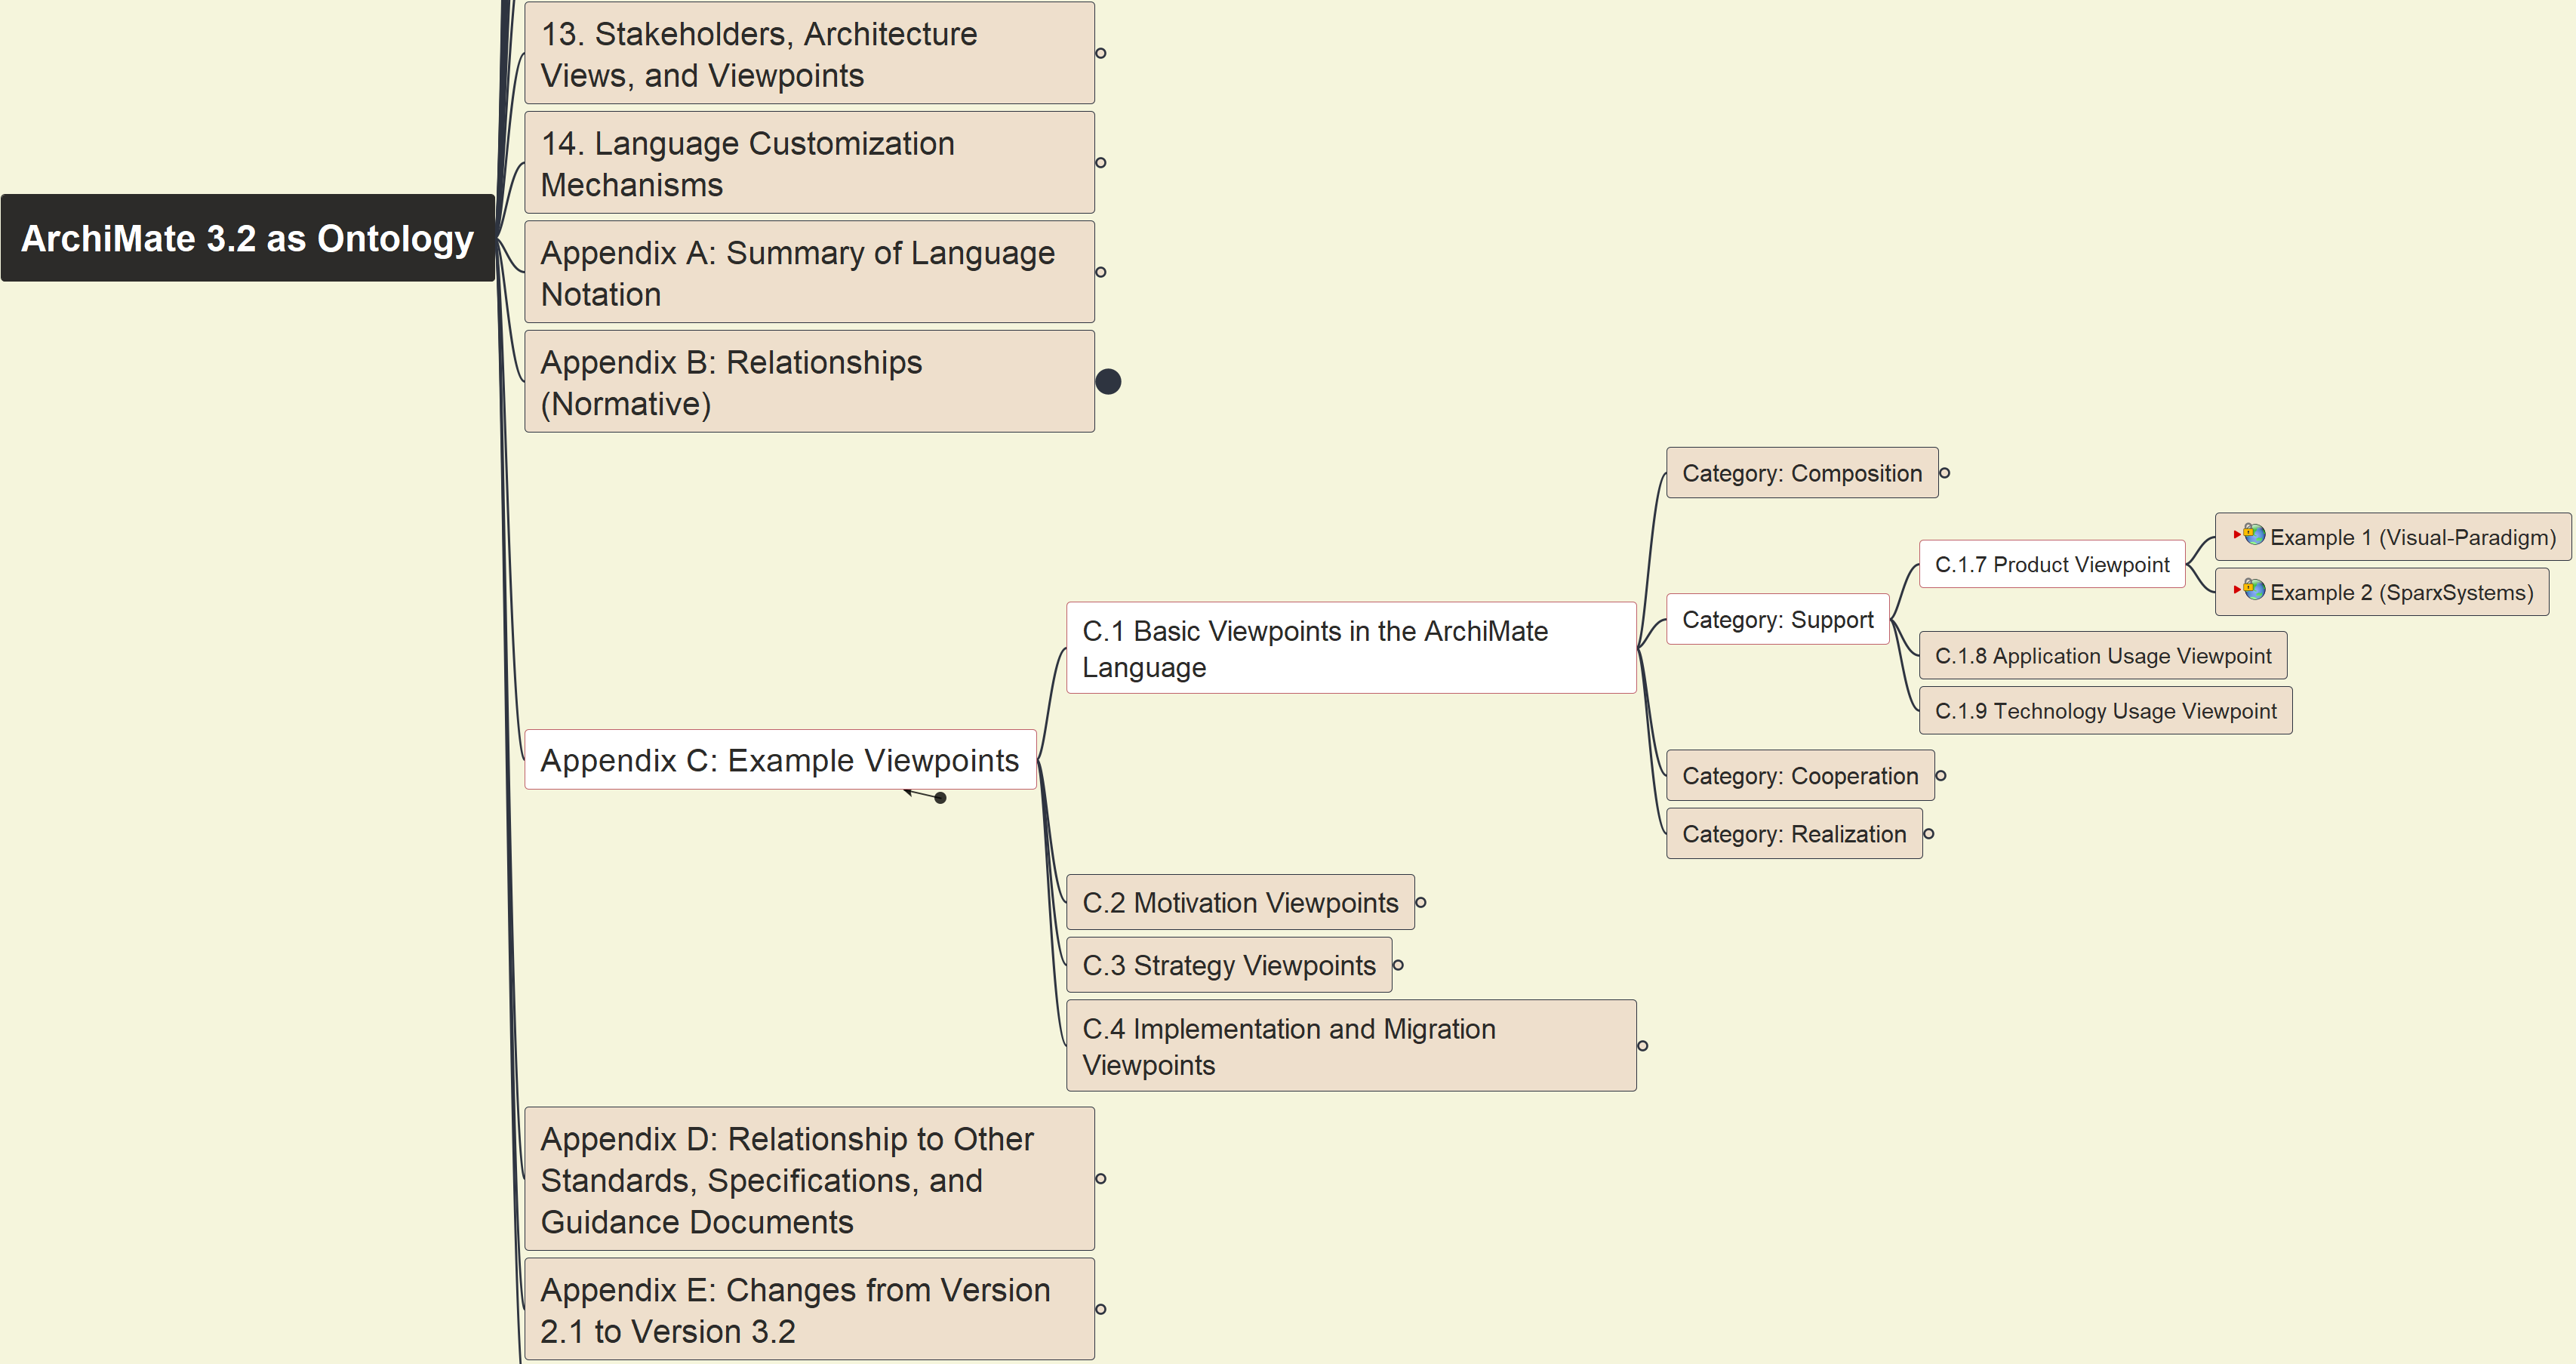 ArchiMate 3.2 as Ontology
13. Stakeholders, Architecture
Views, and Viewpoints
14. Language Customization
Mechanisms
Appendix A: Summary of Language
Notation
Appendix B: Relationships
(Normative)
Appendix C: Example Viewpoints
C.1 Basic Viewpoints in the ArchiMate
Language
Category: Composition
Category: Support
C.1.7 Product Viewpoint
Example 1 (Visual-Paradigm)
Example 2 (SparxSystems)
C.1.8 Application Usage Viewpoint
C.1.9 Technology Usage Viewpoint
Category: Cooperation
Category: Realization
C.2 Motivation Viewpoints
C.3 Strategy Viewpoints
C.4 Implementation and Migration
Viewpoints
Appendix D: Relationship to Other
Standards, Specifications, and
Guidance Documents
Appendix E: Changes from Version
2.1 to Version 3.2